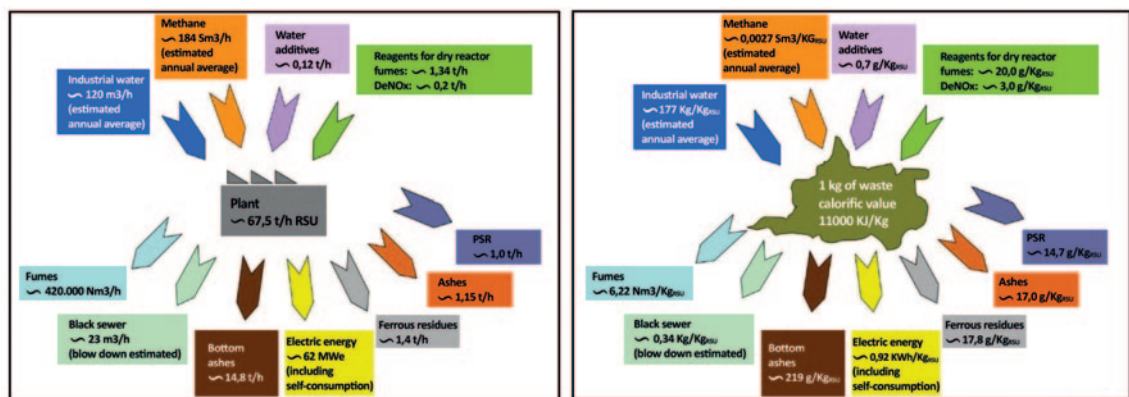 Methane
∽ 184 Sm3/h
(estimated
annual average)
Water
additives
∽ 0,12 t/h
Reagents for dry reactor
fumes: ∽ 1,34 t/h
DeNOx: ∽ 0,2 t/h
Industrial water
∽ 120 m3/h
(estimated
annual average)
Plant
∽ 67,5 t/h RSU
PSR
∽ 1,0 t/h
Fumes
∽ 420.000 Nm3/h
Ashes
∽ 1,15 t/h
Black sewer
∽ 23 m3/h
(blow down estimated)
Bottom
ashes
∽ 14,8 t/h
Electric energy
∽ 62 MWe
(including
self-consumption)
Ferrous residues
∽ 1,4 t/h
Methane
∽ 0,0027 Sm3/KGRSU
(estimated
annual average)
Water
additives
∽ 0,7 g/KgRSU
Reagents for dry reactor
fumes: ∽ 20,0 g/KgRSU
DeNOx: ∽ 3,0 g/KgRSU
Industrial water
∽ 177 Kg/KgRSU
(estimated
annual average)
1 kg of waste
calorific value
11000 KJ/Kg
PSR
∽ 14,7 g/KgRSU
Fumes
∽ 6,22 Nm3/KgRSU
Ashes
∽ 17,0 g/KgRSU
Black sewer
∽ 0,34 Kg/KgRSU
(blow down estimated)
Bottom
ashes
∽ 219 g/KgRSU
Electric energy
∽ 0,92 KWh/KgRSU
(including
self-consumption)
Ferrous residues
∽ 17,8 g/KgRSU